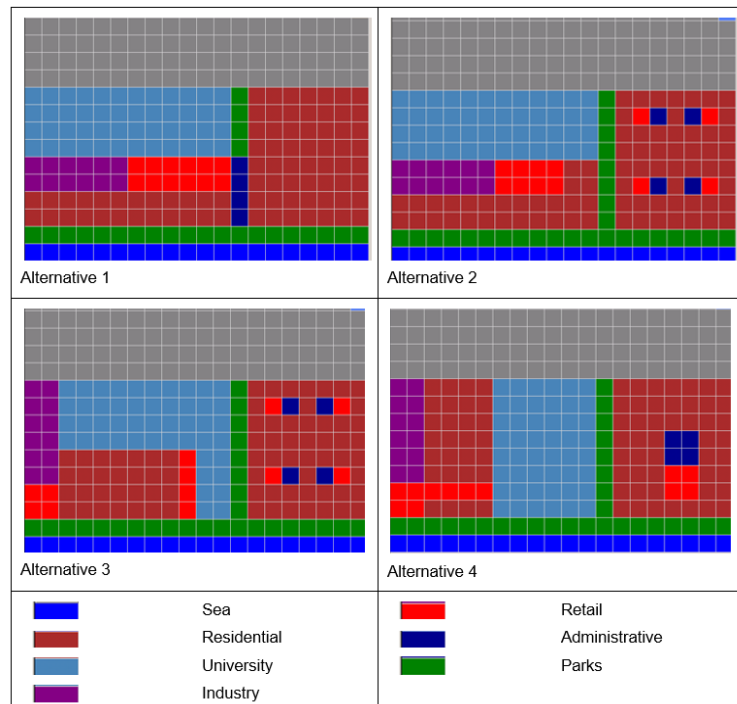 Alternative 1
Alternative 2
Alternative 3
Alternative 4
Sea
Retail
Residential
Administrative
University
Parks
Industry